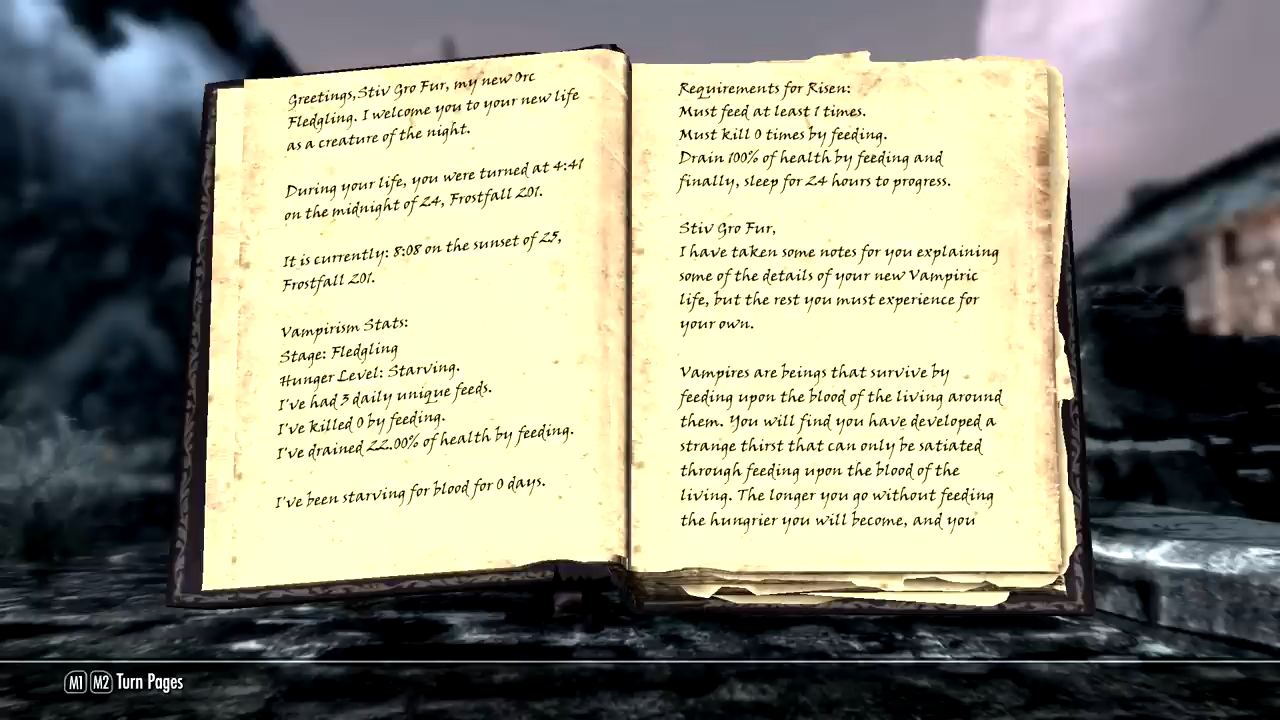 Greetings,Stiv Gro Fur, my new Orc
Fledgling. I welcome you to your new life
as a creature of the night.
During your life, you were turned at 4:41
on the midnight of 24, Frostfall 201.
It is currently: 8:08 on the sunset of 25,
Frostfall 201.
Vampirism Stats:
Stage: Fledgling
Hunger Level: Starving.
I've had 3 daily unique feeds.
I've killed 0 by feeding.
I've drained 22.00% of health by feeding.
I've been starving for blood for 0 days.
Requirements for Risen:
Must feed at least 1 times.
Must kill 0 times by feeding.
Drain 100% of health by feeding and
finally, sleep for 24 hours to progress.
Stiv Gro Fur,
I have taken some notes for you explaining
some of the details of your new Vampiric
life, but the rest you must experience for
your own.
Vampires are beings that survive by
feeding upon the blood of the living around
them. You will find you have developed a
strange thirst that can only be satiated
through feeding upon the blood of the
living. The longer you go without feeding
the hungrier you will become, and you
M1 M2 Turn Pages